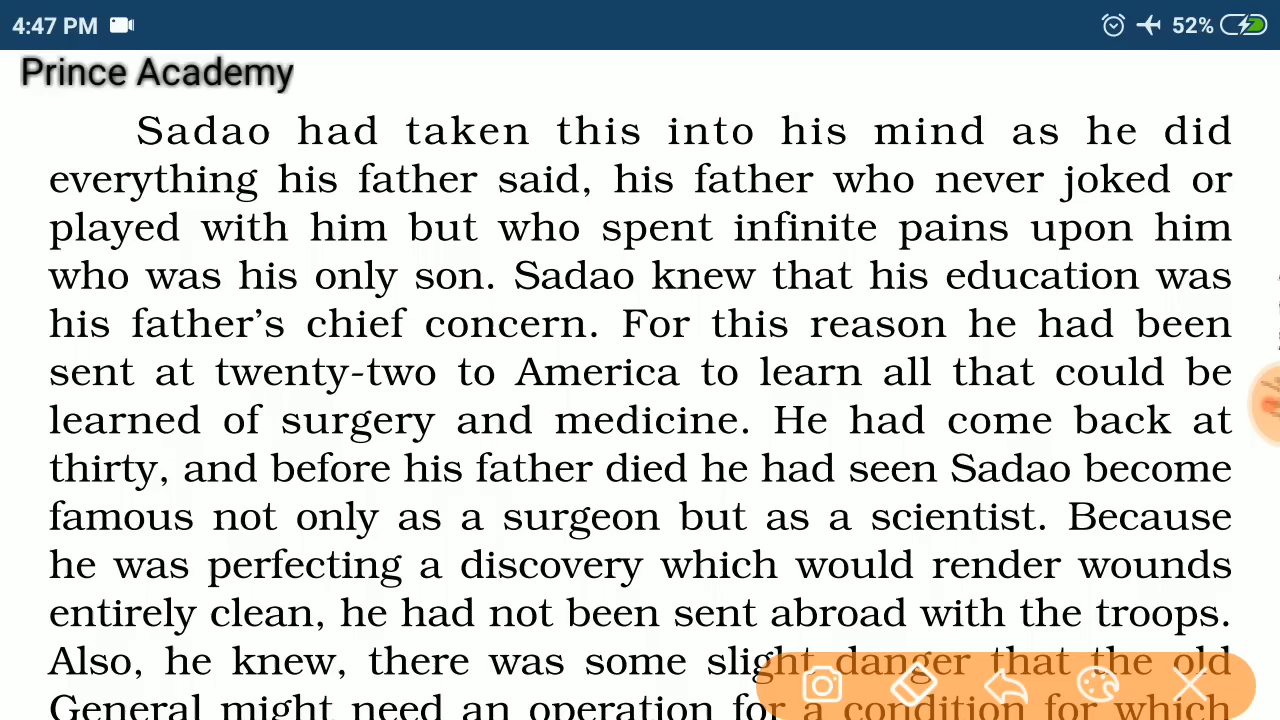 4:47 PM 52%
Prince Academy
Sadao had taken this into his mind as he did
everything his father said, his father who never joked or
played with him but who spent infinite pains upon him
who was his only son. Sadao knew that his education was
his father's chief concern. For this reason he had been
sent at twenty-two to America to learn all that could be
learned of surgery and medicine. He had come back at
thirty, and before his father died he had seen Sadao become
famous not only as a surgeon but as a scientist. Because
he was perfecting a discovery which would render wounds
entirely clean, he had not been sent abroad with the troops.
Also, he knew, there was some slight danger that the old
General might need an operation for a condition for which